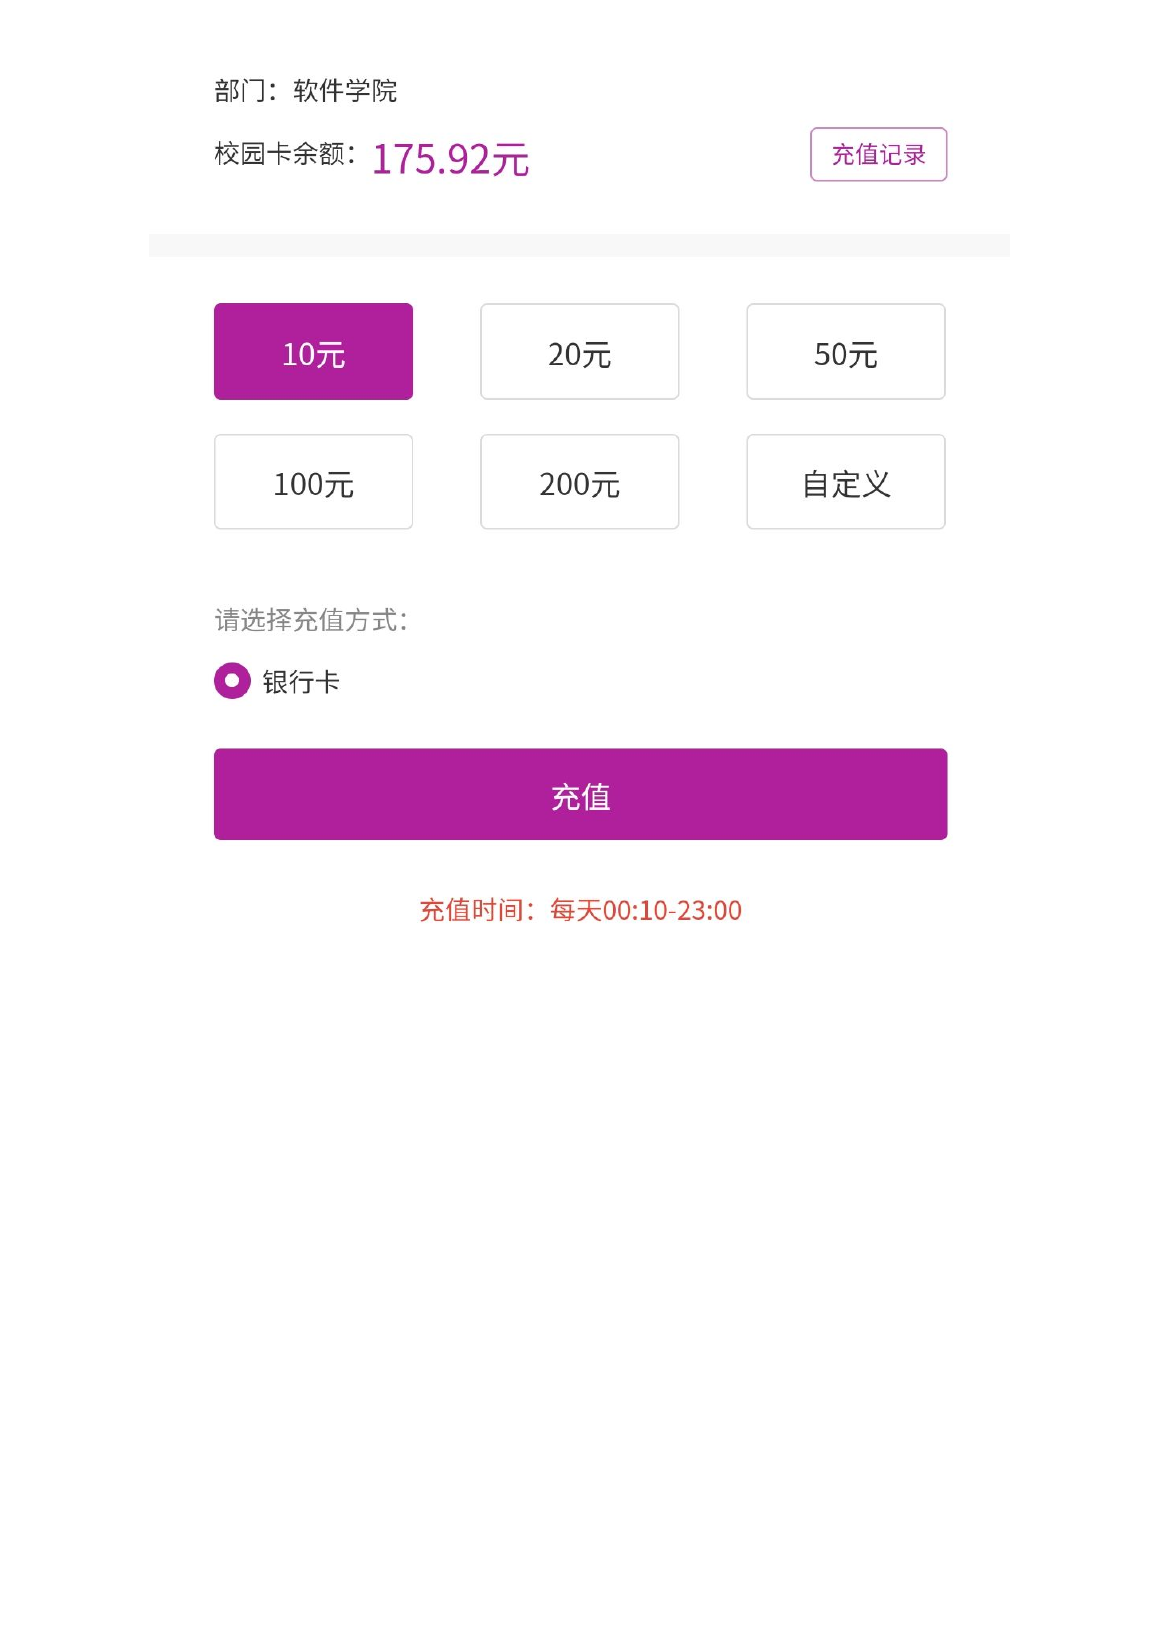 部门：软件学院
校园卡余额：175.92元
充值记录
10元
20元
50元
100元
200元
自定义
请选择充值方式：
银行卡
充值
充值时间：每天00:10-23:00